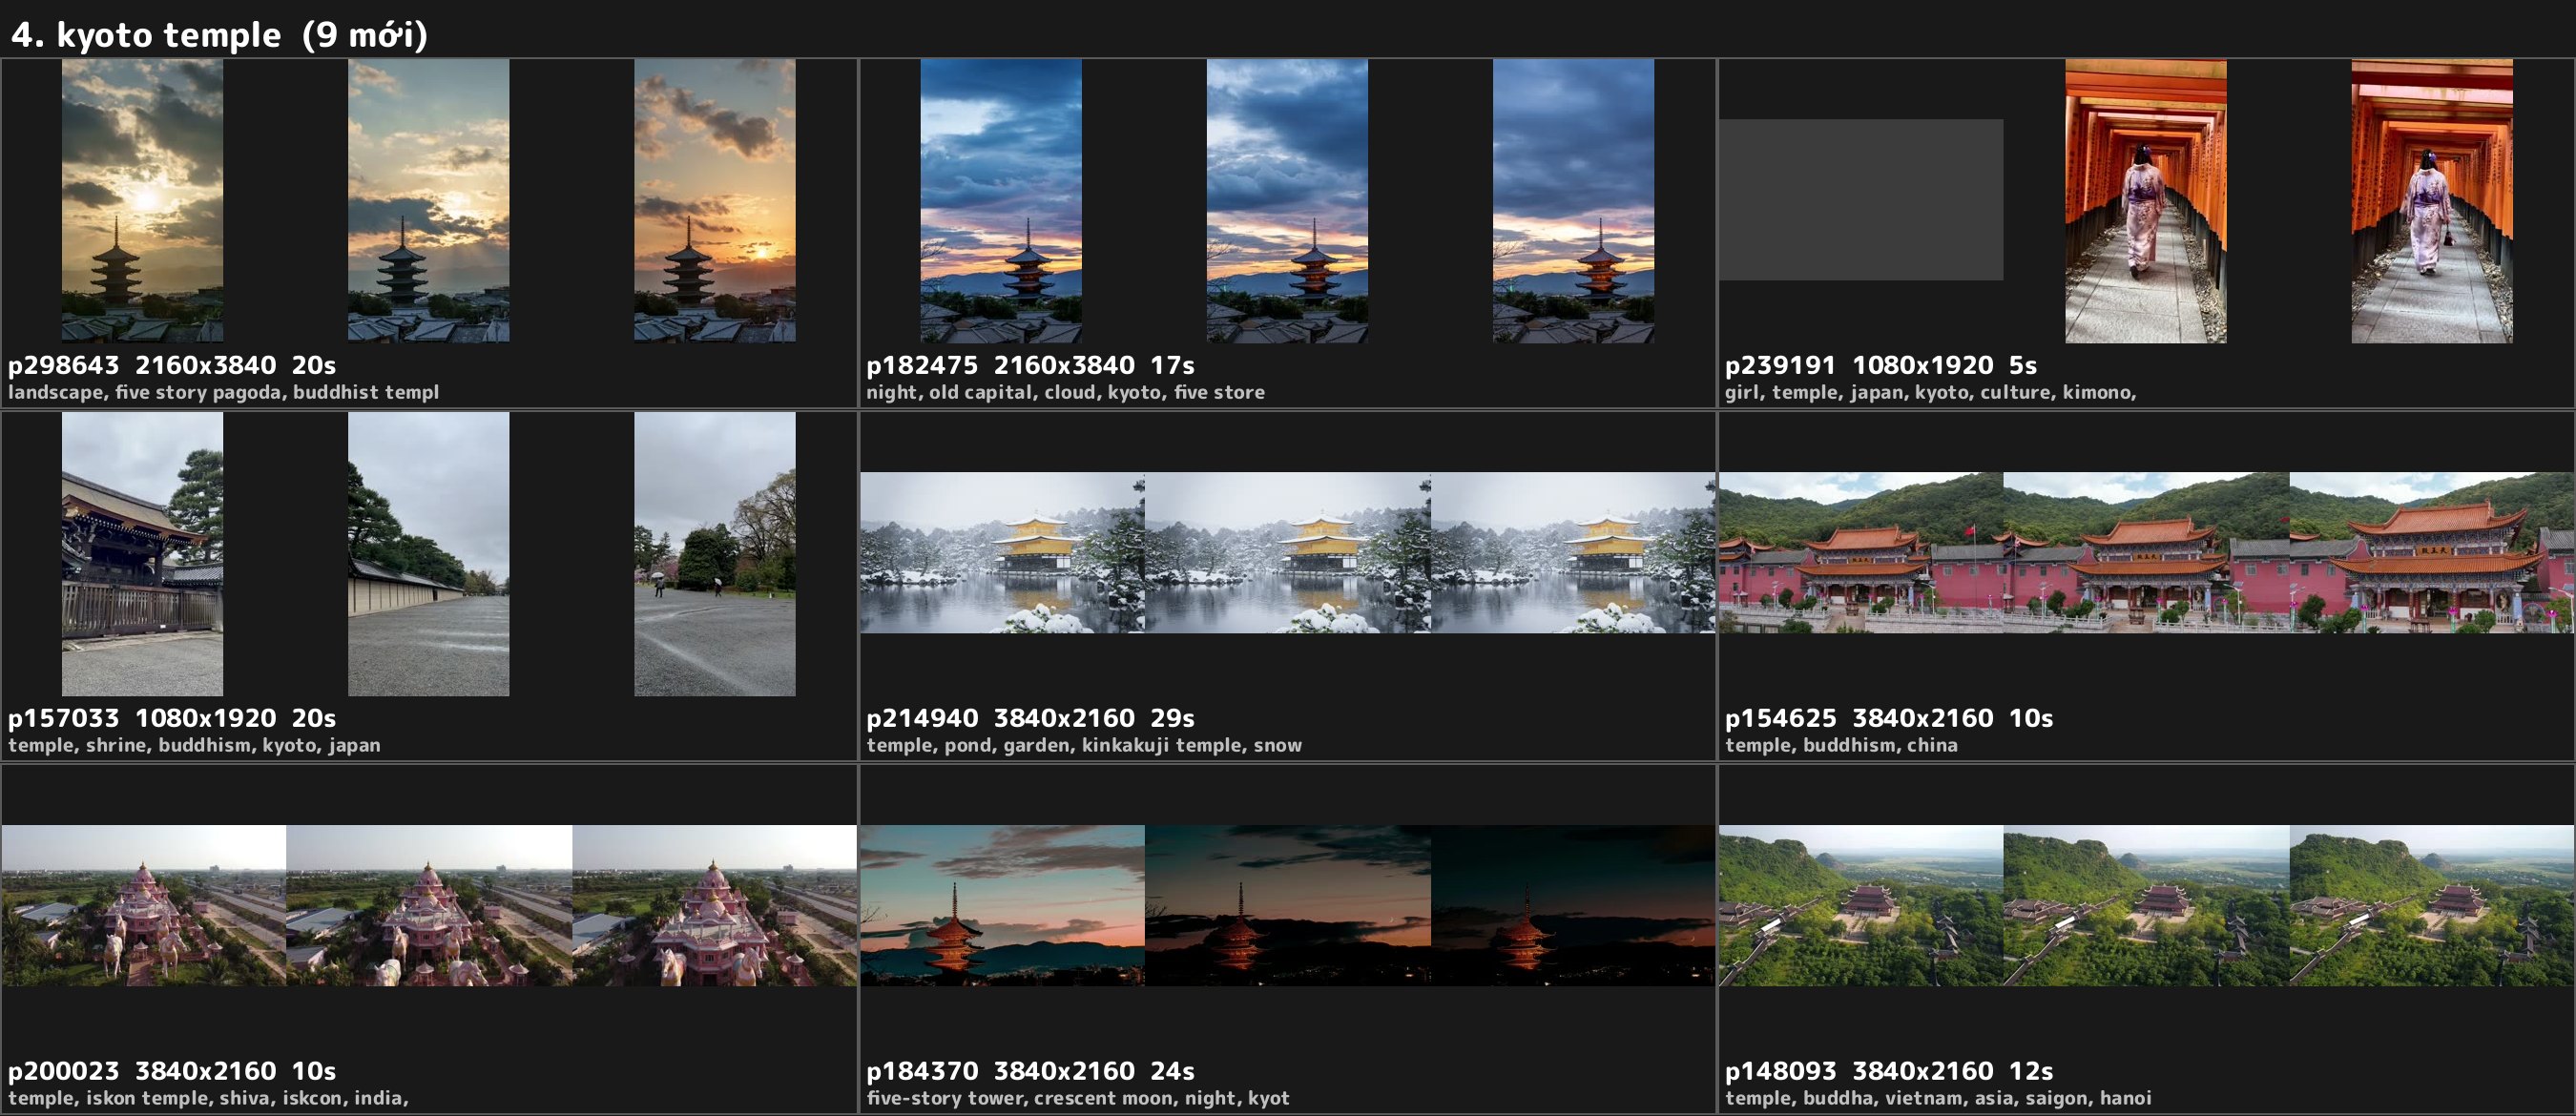 4. kyoto temple (9 mới)
p298643 2160x3840 20s
landscape, five story pagoda, buddhist templ
p182475 2160x3840 17s
night, old capital, cloud, kyoto, five store
p239191 1080x1920 5s
girl, temple, japan, kyoto, culture, kimono,
p157033 1080x1920 20s
temple, shrine, buddhism, kyoto, japan
p214940 3840x2160 29s
temple, pond, garden, kinkakuji temple, snow
p154625 3840x2160 10s
temple, buddhism, china
p200023 3840x2160 10s
temple, iskon temple, shiva, iskcon, india,
p184370 3840x2160 24s
five-story tower, crescent moon, night, kyot
p148093 3840x2160 12s
temple, buddha, vietnam, asia, saigon, hanoi